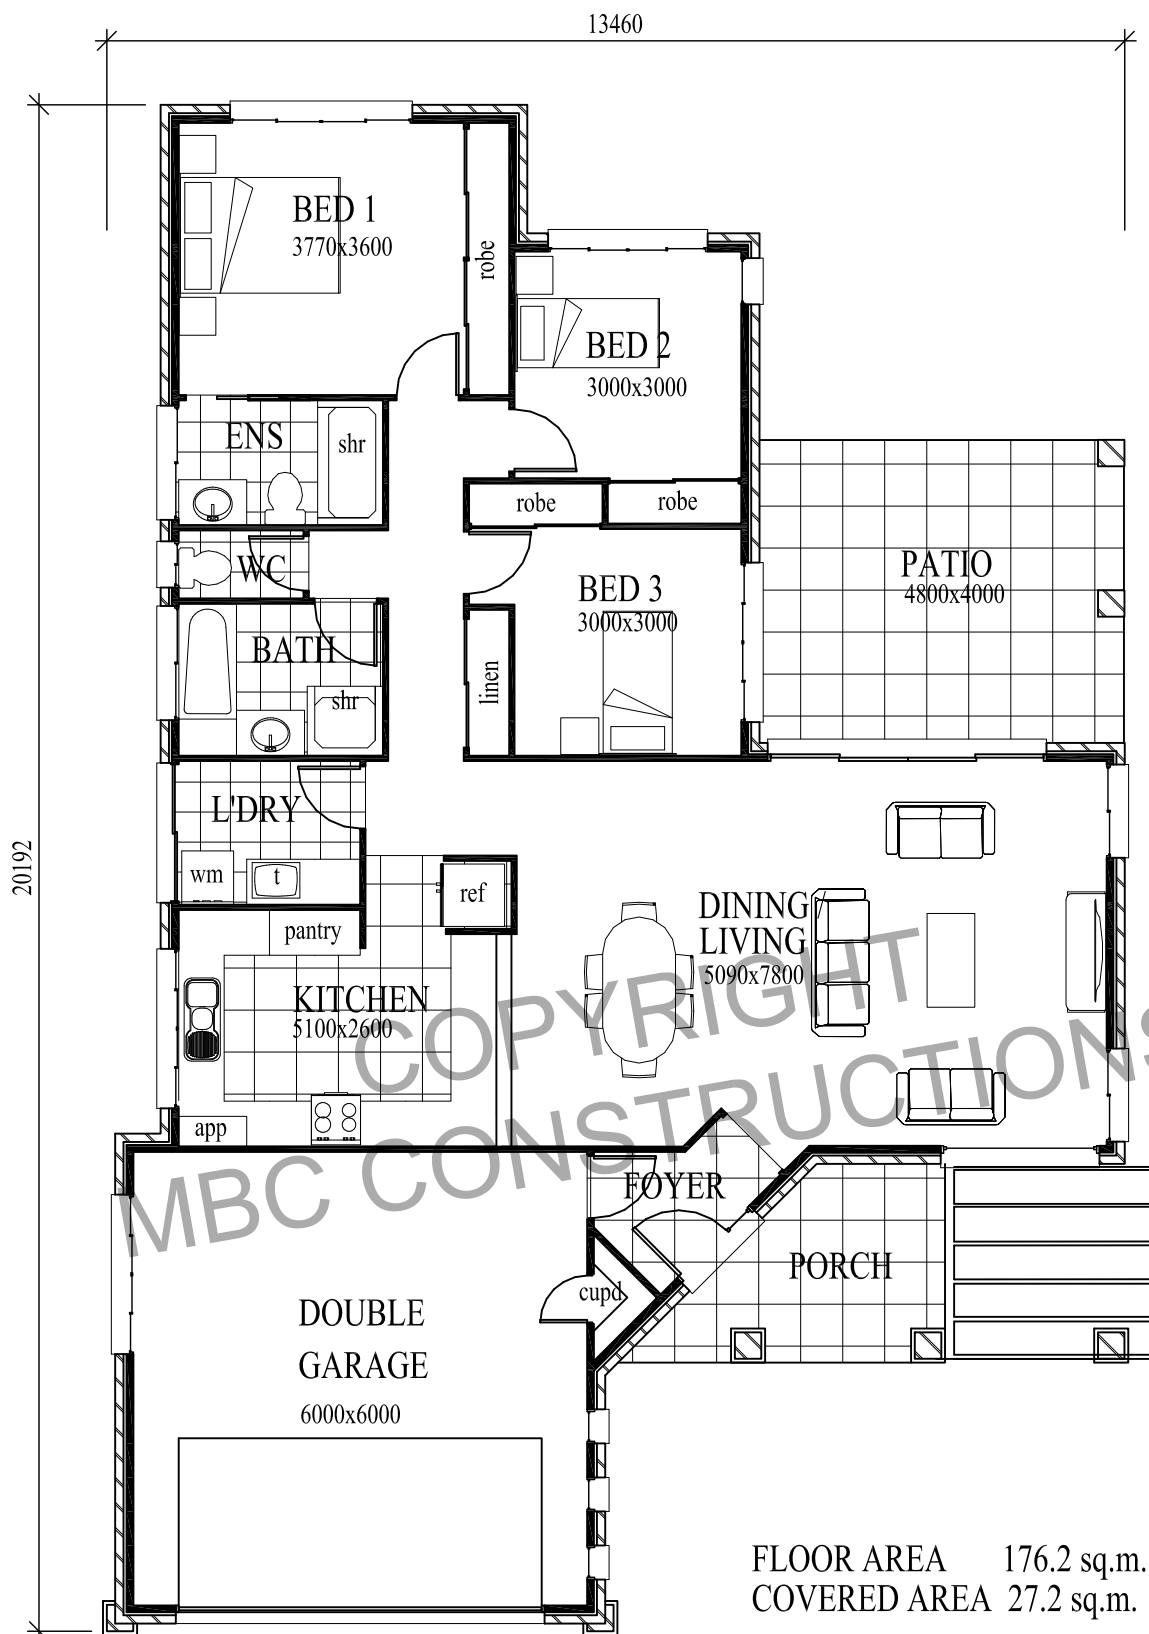 13460
20192
BED 1
3770x3600
robe
BED 2
3000x3000
ENS
shr
robe
robe
WC
BED 3
3000x3000
PATIO
4800x4000
BATH
shr
linen
L'DRY
wm
t
ref
pantry
DINING
LIVING
5090x7800
KITCHEN
5100x2600
app
COPYRIGHT
MBC CONSTRUCTIONS
FOYER
PORCH
cupd
DOUBLE
GARAGE
6000x6000
FLOOR AREA 176.2 sq.m.
COVERED AREA 27.2 sq.m.